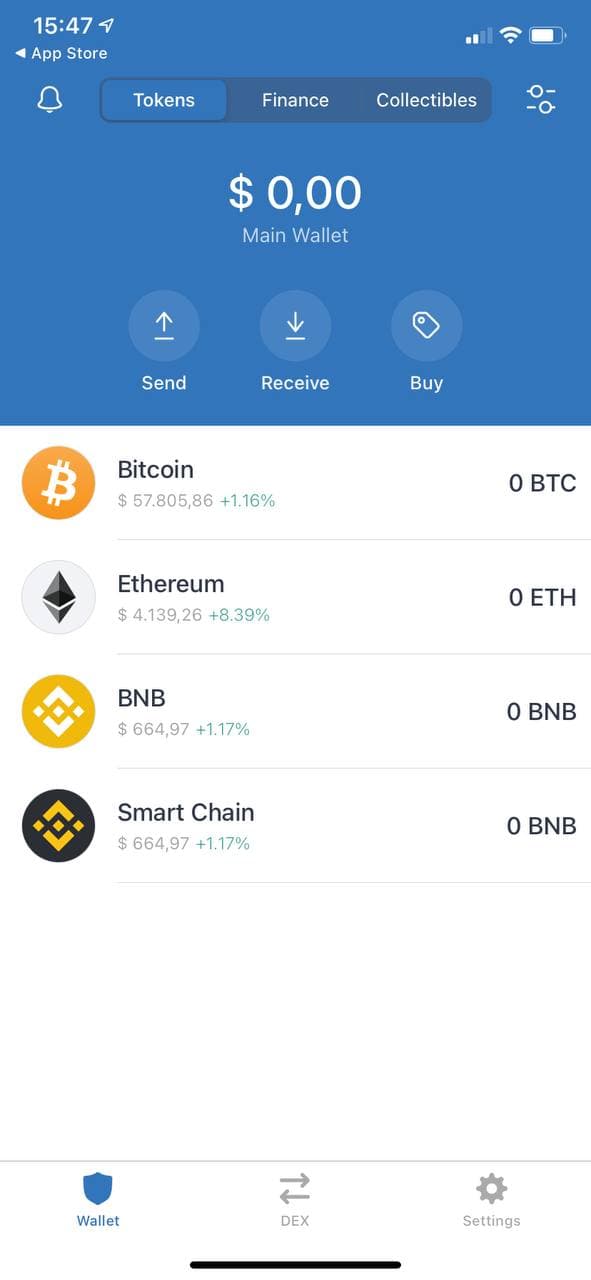 15:47
◀ App Store
Tokens Finance Collectibles
$ 0,00
Main Wallet
Send Receive Buy
Bitcoin
$ 57.805,86 +1.16%
0 BTC
Ethereum
$ 4.139,26 +8.39%
0 ETH
BNB
$ 664,97 +1.17%
0 BNB
Smart Chain
$ 664,97 +1.17%
0 BNB
Wallet DEX Settings